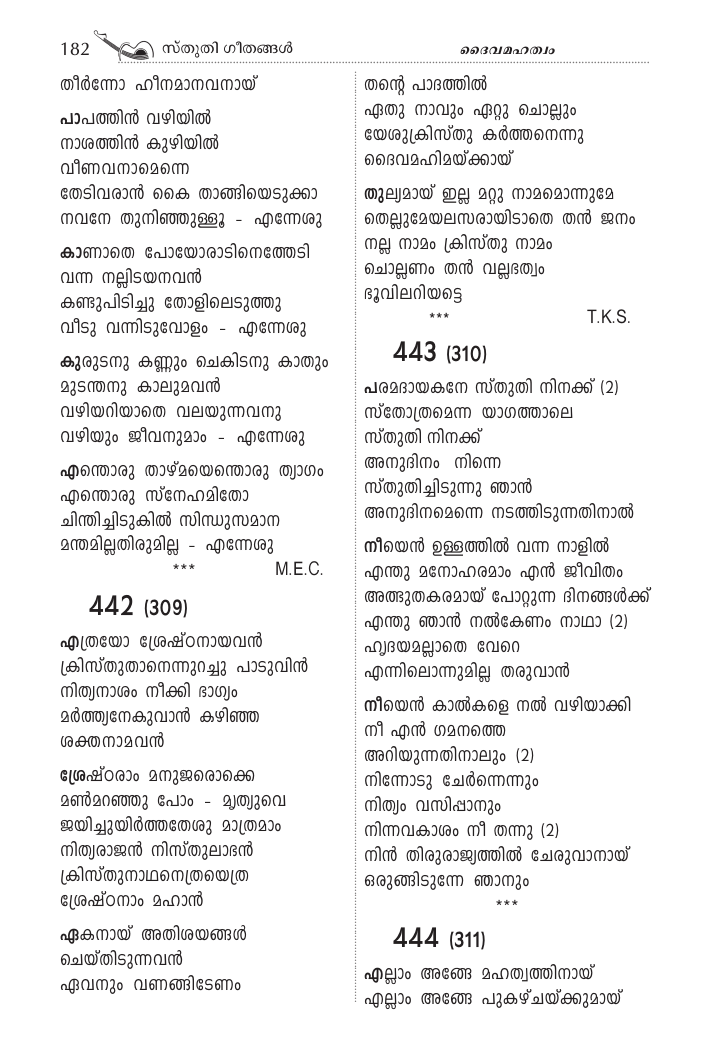 182 സ്തുതി ഗീതങ്ങൾ ദൈവമഹത്വം
തീർന്നോ ഹീനമാനവനായ്
പാപത്തിൻ വഴിയിൽ
നാശത്തിൻ കുഴിയിൽ
വീണവനാമെന്നെ
തേടിവരാൻ കൈ താങ്ങിയെടുക്കാ
നവനേ തുനിഞ്ഞുള്ളൂ - എന്നേശു
കാണാതെ പോയോരാടിനെത്തേടി
വന്ന നല്ലിടയനവൻ
കണ്ടുപിടിച്ചു തോളിലെടുത്തു
വീടു വന്നിടുവോളം - എന്നേശു
കുരുടനു കണ്ണും ചെകിടനു കാതും
മുടന്തനു കാലുമവൻ
വഴിയറിയാതെ വലയുന്നവനു
വഴിയും ജീവനുമാം - എന്നേശു
എന്തൊരു താഴ്മയെന്തൊരു ത്യാഗം
എന്തൊരു സ്നേഹമിതോ
ചിന്തിച്ചിടുകിൽ സിന്ധുസമാന
മന്തമില്ലതിരുമില്ല - എന്നേശു
*** M.E.C.
442 (309)
എത്രയോ ശ്രേഷ്ഠനായവൻ
ക്രിസ്തുതാനെന്നുറച്ചു പാടുവിൻ
നിത്യനാശം നീക്കി ഭാഗ്യം
മർത്ത്യനേകുവാൻ കഴിഞ്ഞ
ശക്തനാമവൻ
ശ്രേഷ്ഠരാം മനുജരൊക്കെ
മൺമറഞ്ഞു പോം - മൃത്യുവെ
ജയിച്ചുയിർത്തതേശു മാത്രമാം
നിത്യരാജൻ നിസ്തുലാഭൻ
ക്രിസ്തുനാഥനെത്രയെത്ര
ശ്രേഷ്ഠനാം മഹാൻ
ഏകനായ് അതിശയങ്ങൾ
ചെയ്തിടുന്നവൻ
ഏവനും വണങ്ങിടേണം
തന്റെ പാദത്തിൽ
ഏതു നാവും ഏറ്റു ചൊല്ലും
യേശുക്രിസ്തു കർത്തനെന്നു
ദൈവമഹിമയ്ക്കായ്
തുല്യമായ് ഇല്ല മറ്റു നാമമൊന്നുമേ
തെല്ലുമേയലസരായിടാതെ തൻ ജനം
നല്ല നാമം ക്രിസ്തു നാമം
ചൊല്ലണം തൻ വല്ലഭത്വം
ഭൂവിലറിയട്ടെ
*** T.K.S.
443 (310)
പരമദായകനേ സ്തുതി നിനക്ക് (2)
സ്തോത്രമെന്ന യാഗത്താലെ
സ്തുതി നിനക്ക്
അനുദിനം നിന്നെ
സ്തുതിച്ചിടുന്നു ഞാൻ
അനുദിനമെന്നെ നടത്തിടുന്നതിനാൽ
നീയെൻ ഉള്ളത്തിൽ വന്ന നാളിൽ
എന്തു മനോഹരമാം എൻ ജീവിതം
അത്ഭുതകരമായ് പോറ്റുന്ന ദിനങ്ങൾക്ക്
എന്തു ഞാൻ നൽകേണം നാഥാ (2)
ഹൃദയമല്ലാതെ വേറെ
എന്നിലൊന്നുമില്ല തരുവാൻ
നീയെൻ കാൽകളെ നൽ വഴിയാക്കി
നീ എൻ ഗമനത്തെ
അറിയുന്നതിനാലും (2)
നിന്നോടു ചേർന്നെന്നും
നിത്യം വസിപ്പാനും
നിന്നവകാശം നീ തന്നു (2)
നിൻ തിരുരാജ്യത്തിൽ ചേരുവാനായ്
ഒരുങ്ങിടുന്നേ ഞാനും
***
444 (311)
എല്ലാം അങ്ങേ മഹത്വത്തിനായ്
എല്ലാം അങ്ങേ പുകഴ്ചയ്ക്കുമായ്